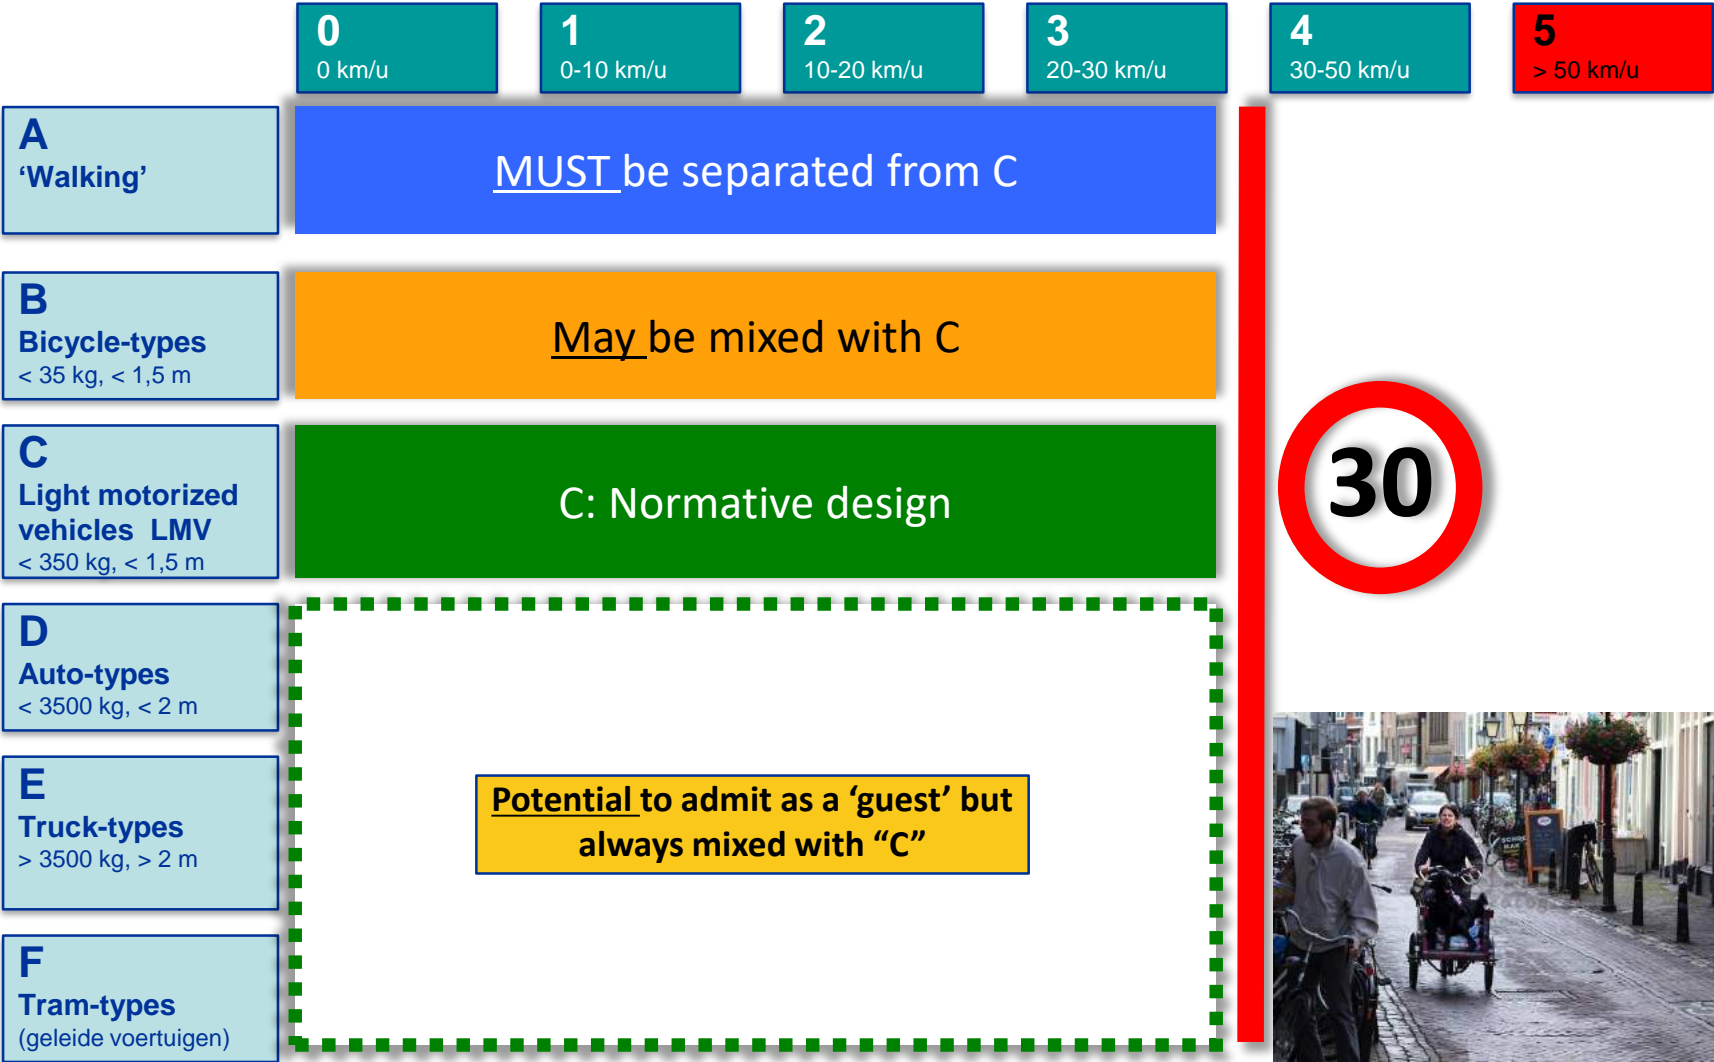 0
0 km/u
1
0-10 km/u
2
10-20 km/u
3
20-30 km/u
4
30-50 km/u
5
> 50 km/u
A
‘Walking’
MUST be separated from C
B
Bicycle-types
< 35 kg, < 1,5 m
May be mixed with C
C
Light motorized
vehicles LMV
< 350 kg, < 1,5 m
C: Normative design
30
D
Auto-types
< 3500 kg, < 2 m
E
Truck-types
> 3500 kg, > 2 m
Potential to admit as a ‘guest’ but
always mixed with “C”
F
Tram-types
(geleide voertuigen)